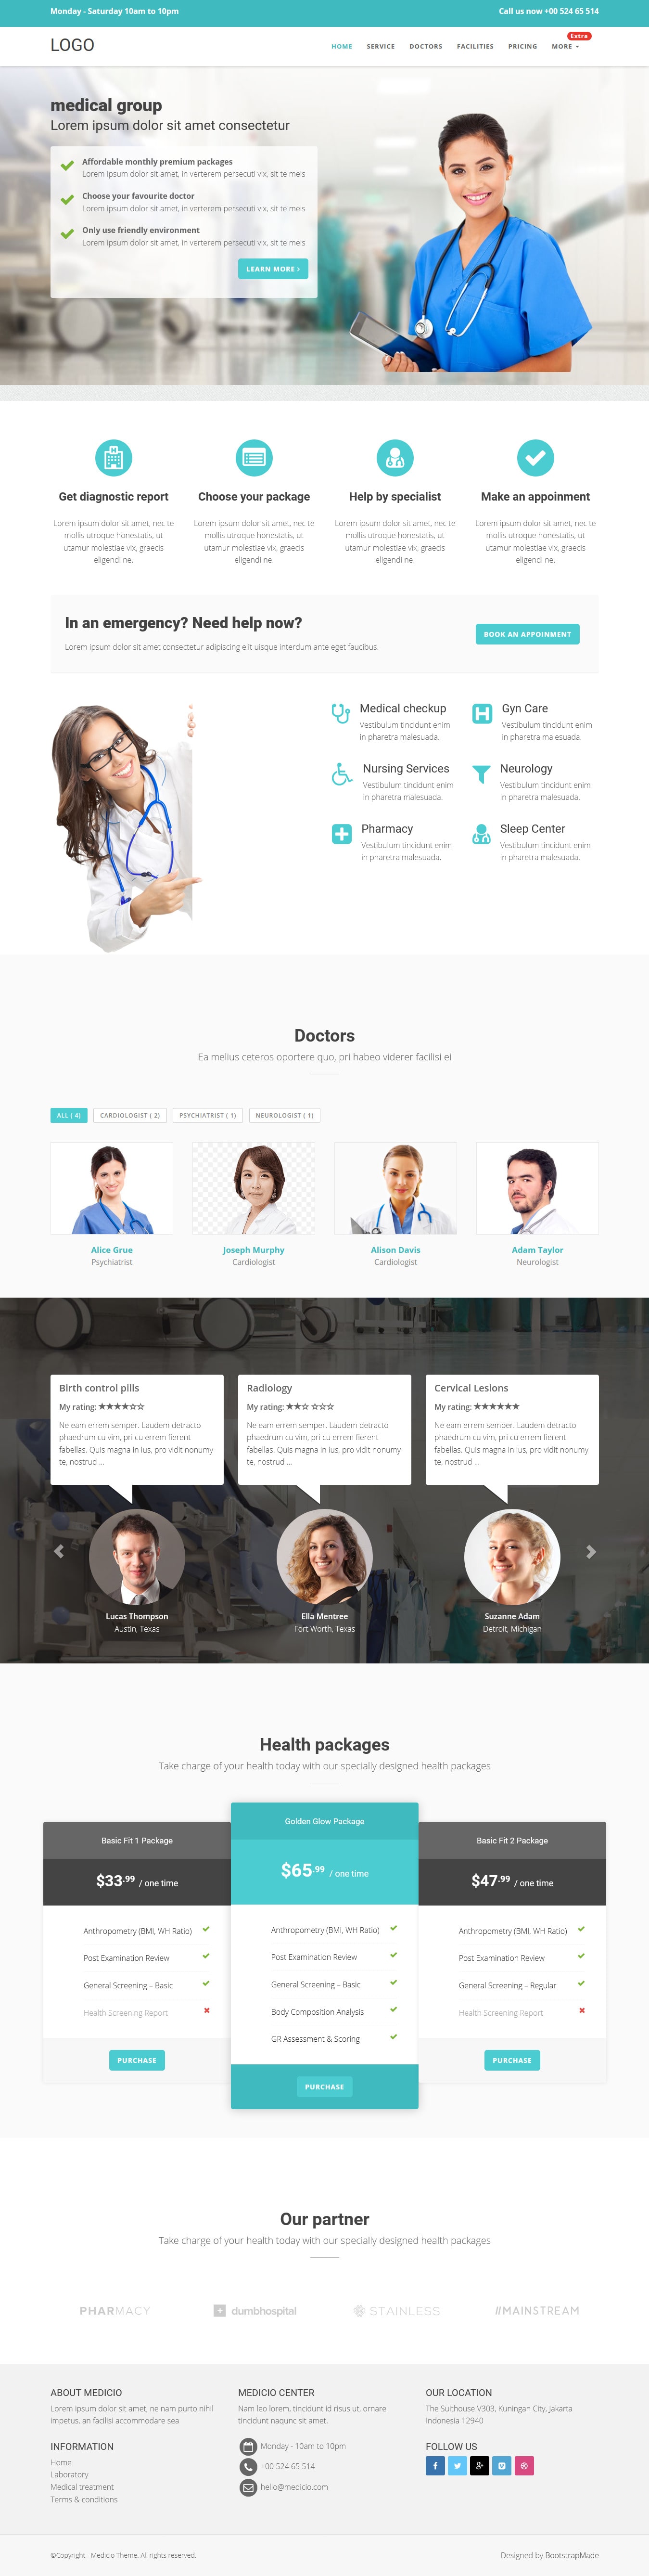 Monday - Saturday 10am to 10pm
Call us now +00 524 65 514
LOGO
HOME SERVICE DOCTORS FACILITIES PRICING MORE
Extra
medical group
Lorem ipsum dolor sit amet consectetur
Affordable monthly premium packages
Lorem ipsum dolor sit amet, in verterem persecuti vix, sit te meis
Choose your favourite doctor
Lorem ipsum dolor sit amet, in verterem persecuti vix, sit te meis
Only use friendly environment
Lorem ipsum dolor sit amet, in verterem persecuti vix, sit te meis
LEARN MORE ›
Get diagnostic report
Lorem ipsum dolor sit amet, nec te
mollis utroque honestatis, ut
utamur molestiae vix, graecis
eligendi ne.
Choose your package
Lorem ipsum dolor sit amet, nec te
mollis utroque honestatis, ut
utamur molestiae vix, graecis
eligendi ne.
Help by specialist
Lorem ipsum dolor sit amet, nec te
mollis utroque honestatis, ut
utamur molestiae vix, graecis
eligendi ne.
Make an appoinment
Lorem ipsum dolor sit amet, nec te
mollis utroque honestatis, ut
utamur molestiae vix, graecis
eligendi ne.
In an emergency? Need help now?
Lorem ipsum dolor sit amet consectetur adipiscing elit uisque interdum ante eget faucibus.
BOOK AN APPOINMENT
Medical checkup
Vestibulum tincidunt enim
in pharetra malesuada.
Gyn Care
Vestibulum tincidunt enim
in pharetra malesuada.
Nursing Services
Vestibulum tincidunt enim
in pharetra malesuada.
Neurology
Vestibulum tincidunt enim
in pharetra malesuada.
Pharmacy
Vestibulum tincidunt enim
in pharetra malesuada.
Sleep Center
Vestibulum tincidunt enim
in pharetra malesuada.
Doctors
Ea melius ceteros oportere quo, pri habeo viderer facilisi ei
ALL ( 4) CARDIOLOGIST ( 2) PSYCHIATRIST ( 1) NEUROLOGIST ( 1)
Alice Grue
Psychiatrist
Joseph Murphy
Cardiologist
Alison Davis
Cardiologist
Adam Taylor
Neurologist
Birth control pills
My rating: ★★★★☆☆
Ne eam errem semper. Laudem detracto
phaedrum cu vim, pri cu errem fierent
fabellas. Quis magna in ius, pro vidit nonumy
te, nostrud ...
Lucas Thompson
Austin, Texas
Radiology
My rating: ★★☆ ☆☆☆
Ne eam errem semper. Laudem detracto
phaedrum cu vim, pri cu errem fierent
fabellas. Quis magna in ius, pro vidit nonumy
te, nostrud ...
Ella Mentree
Fort Worth, Texas
Cervical Lesions
My rating: ★★★★★★
Ne eam errem semper. Laudem detracto
phaedrum cu vim, pri cu errem fierent
fabellas. Quis magna in ius, pro vidit nonumy
te, nostrud ...
Suzanne Adam
Detroit, Michigan
Health packages
Take charge of your health today with our specially designed health packages
Basic Fit 1 Package
$33.99 / one time
Anthropometry (BMI, WH Ratio)
Post Examination Review
General Screening – Basic
Health Screening Report
PURCHASE
Golden Glow Package
$65.99 / one time
Anthropometry (BMI, WH Ratio)
Post Examination Review
General Screening – Basic
Body Composition Analysis
GR Assessment & Scoring
PURCHASE
Basic Fit 2 Package
$47.99 / one time
Anthropometry (BMI, WH Ratio)
Post Examination Review
General Screening – Regular
Health Screening Report
PURCHASE
Our partner
Take charge of your health today with our specially designed health packages
PHARMACY
dumbhospital
STAINLESS
//MAINSTREAM
ABOUT MEDICIO
Lorem ipsum dolor sit amet, ne nam purto nihil
impetus, an facilisi accommodare sea
INFORMATION
Home
Laboratory
Medical treatment
Terms & conditions
MEDICIO CENTER
Nam leo lorem, tincidunt id risus ut, ornare
tincidunt naqunc sit amet.
Monday - 10am to 10pm
+00 524 65 514
hello@medicio.com
OUR LOCATION
The Suithouse V303, Kuningan City, Jakarta
Indonesia 12940
FOLLOW US
©Copyright - Medicio Theme. All rights reserved.
Designed by BootstrapMade